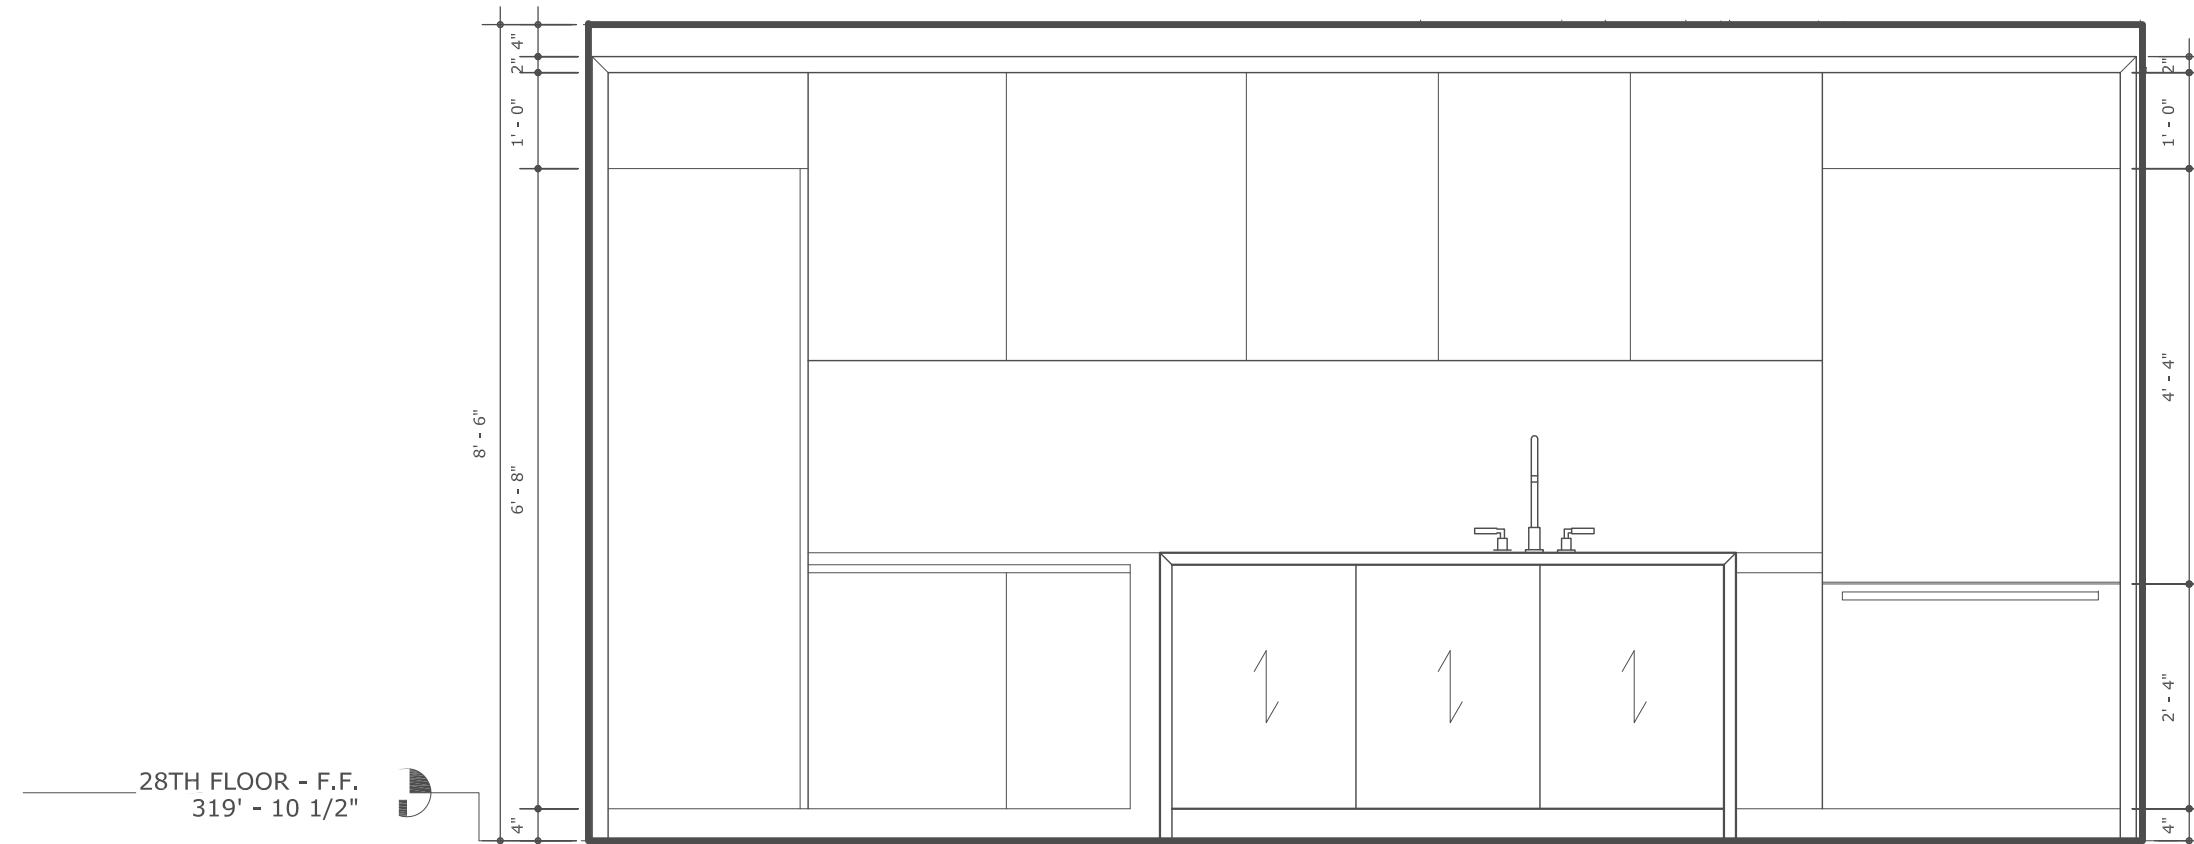 4"
2"
1' - 0"
6' - 8"
4"
8' - 6"
2"
1' - 0"
4' - 4"
2' - 4"
4"
28TH FLOOR - F.F.
319' - 10 1/2"